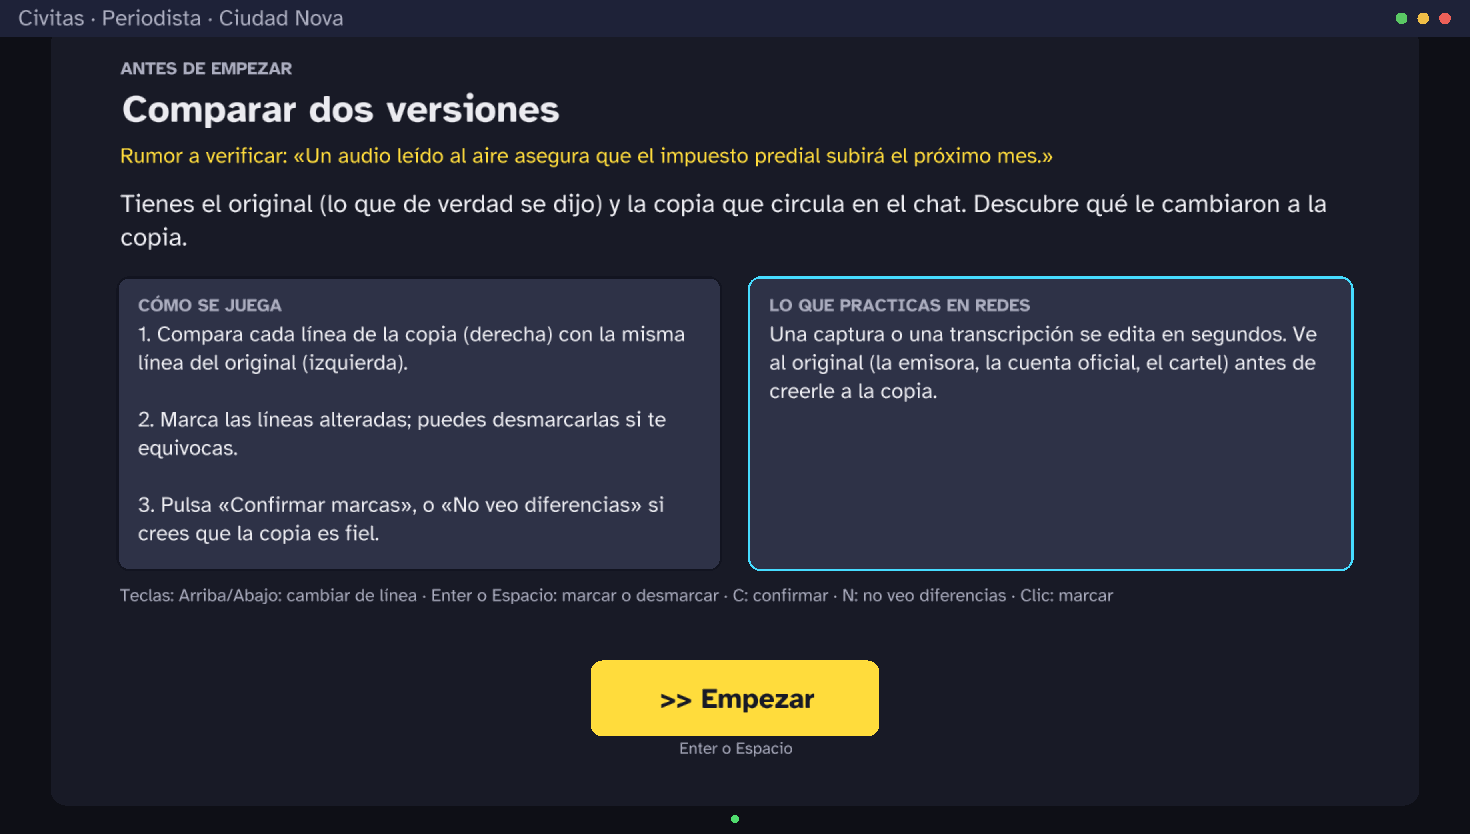 Civitas · Periodista · Ciudad Nova
ANTES DE EMPEZAR
Comparar dos versiones
Rumor a verificar: «Un audio leído al aire asegura que el impuesto predial subirá el próximo mes.»
Tienes el original (lo que de verdad se dijo) y la copia que circula en el chat. Descubre qué le cambiaron a la
copia.
CÓMO SE JUEGA
1. Compara cada línea de la copia (derecha) con la misma
línea del original (izquierda).
2. Marca las líneas alteradas; puedes desmarcarlas si te
equivocas.
3. Pulsa «Confirmar marcas», o «No veo diferencias» si
crees que la copia es fiel.
LO QUE PRACTICAS EN REDES
Una captura o una transcripción se edita en segundos. Ve
al original (la emisora, la cuenta oficial, el cartel) antes de
creerle a la copia.
Teclas: Arriba/Abajo: cambiar de línea · Enter o Espacio: marcar o desmarcar · C: confirmar · N: no veo diferencias · Clic: marcar
>> Empezar
Enter o Espacio